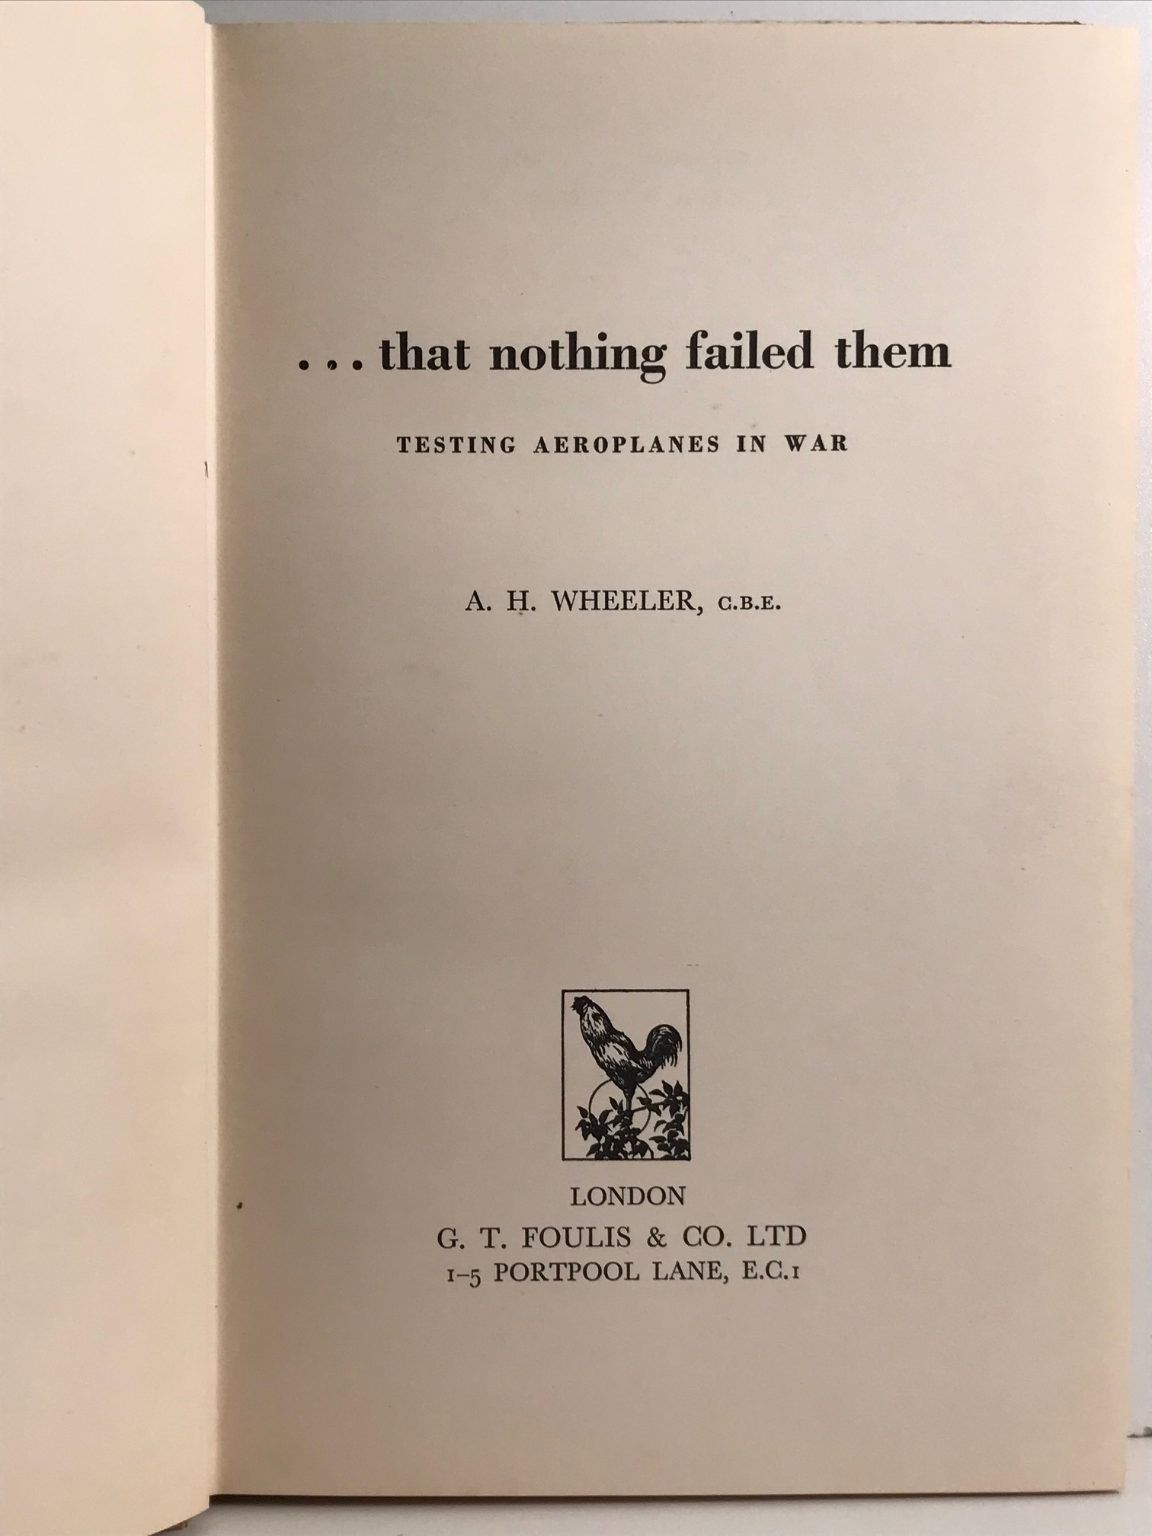 . . . that nothing failed them
TESTING AEROPLANES IN WAR
A. H. WHEELER, C.B.E.
LONDON
G. T. FOULIS & CO. LTD
1–5 PORTPOOL LANE, E.C.1